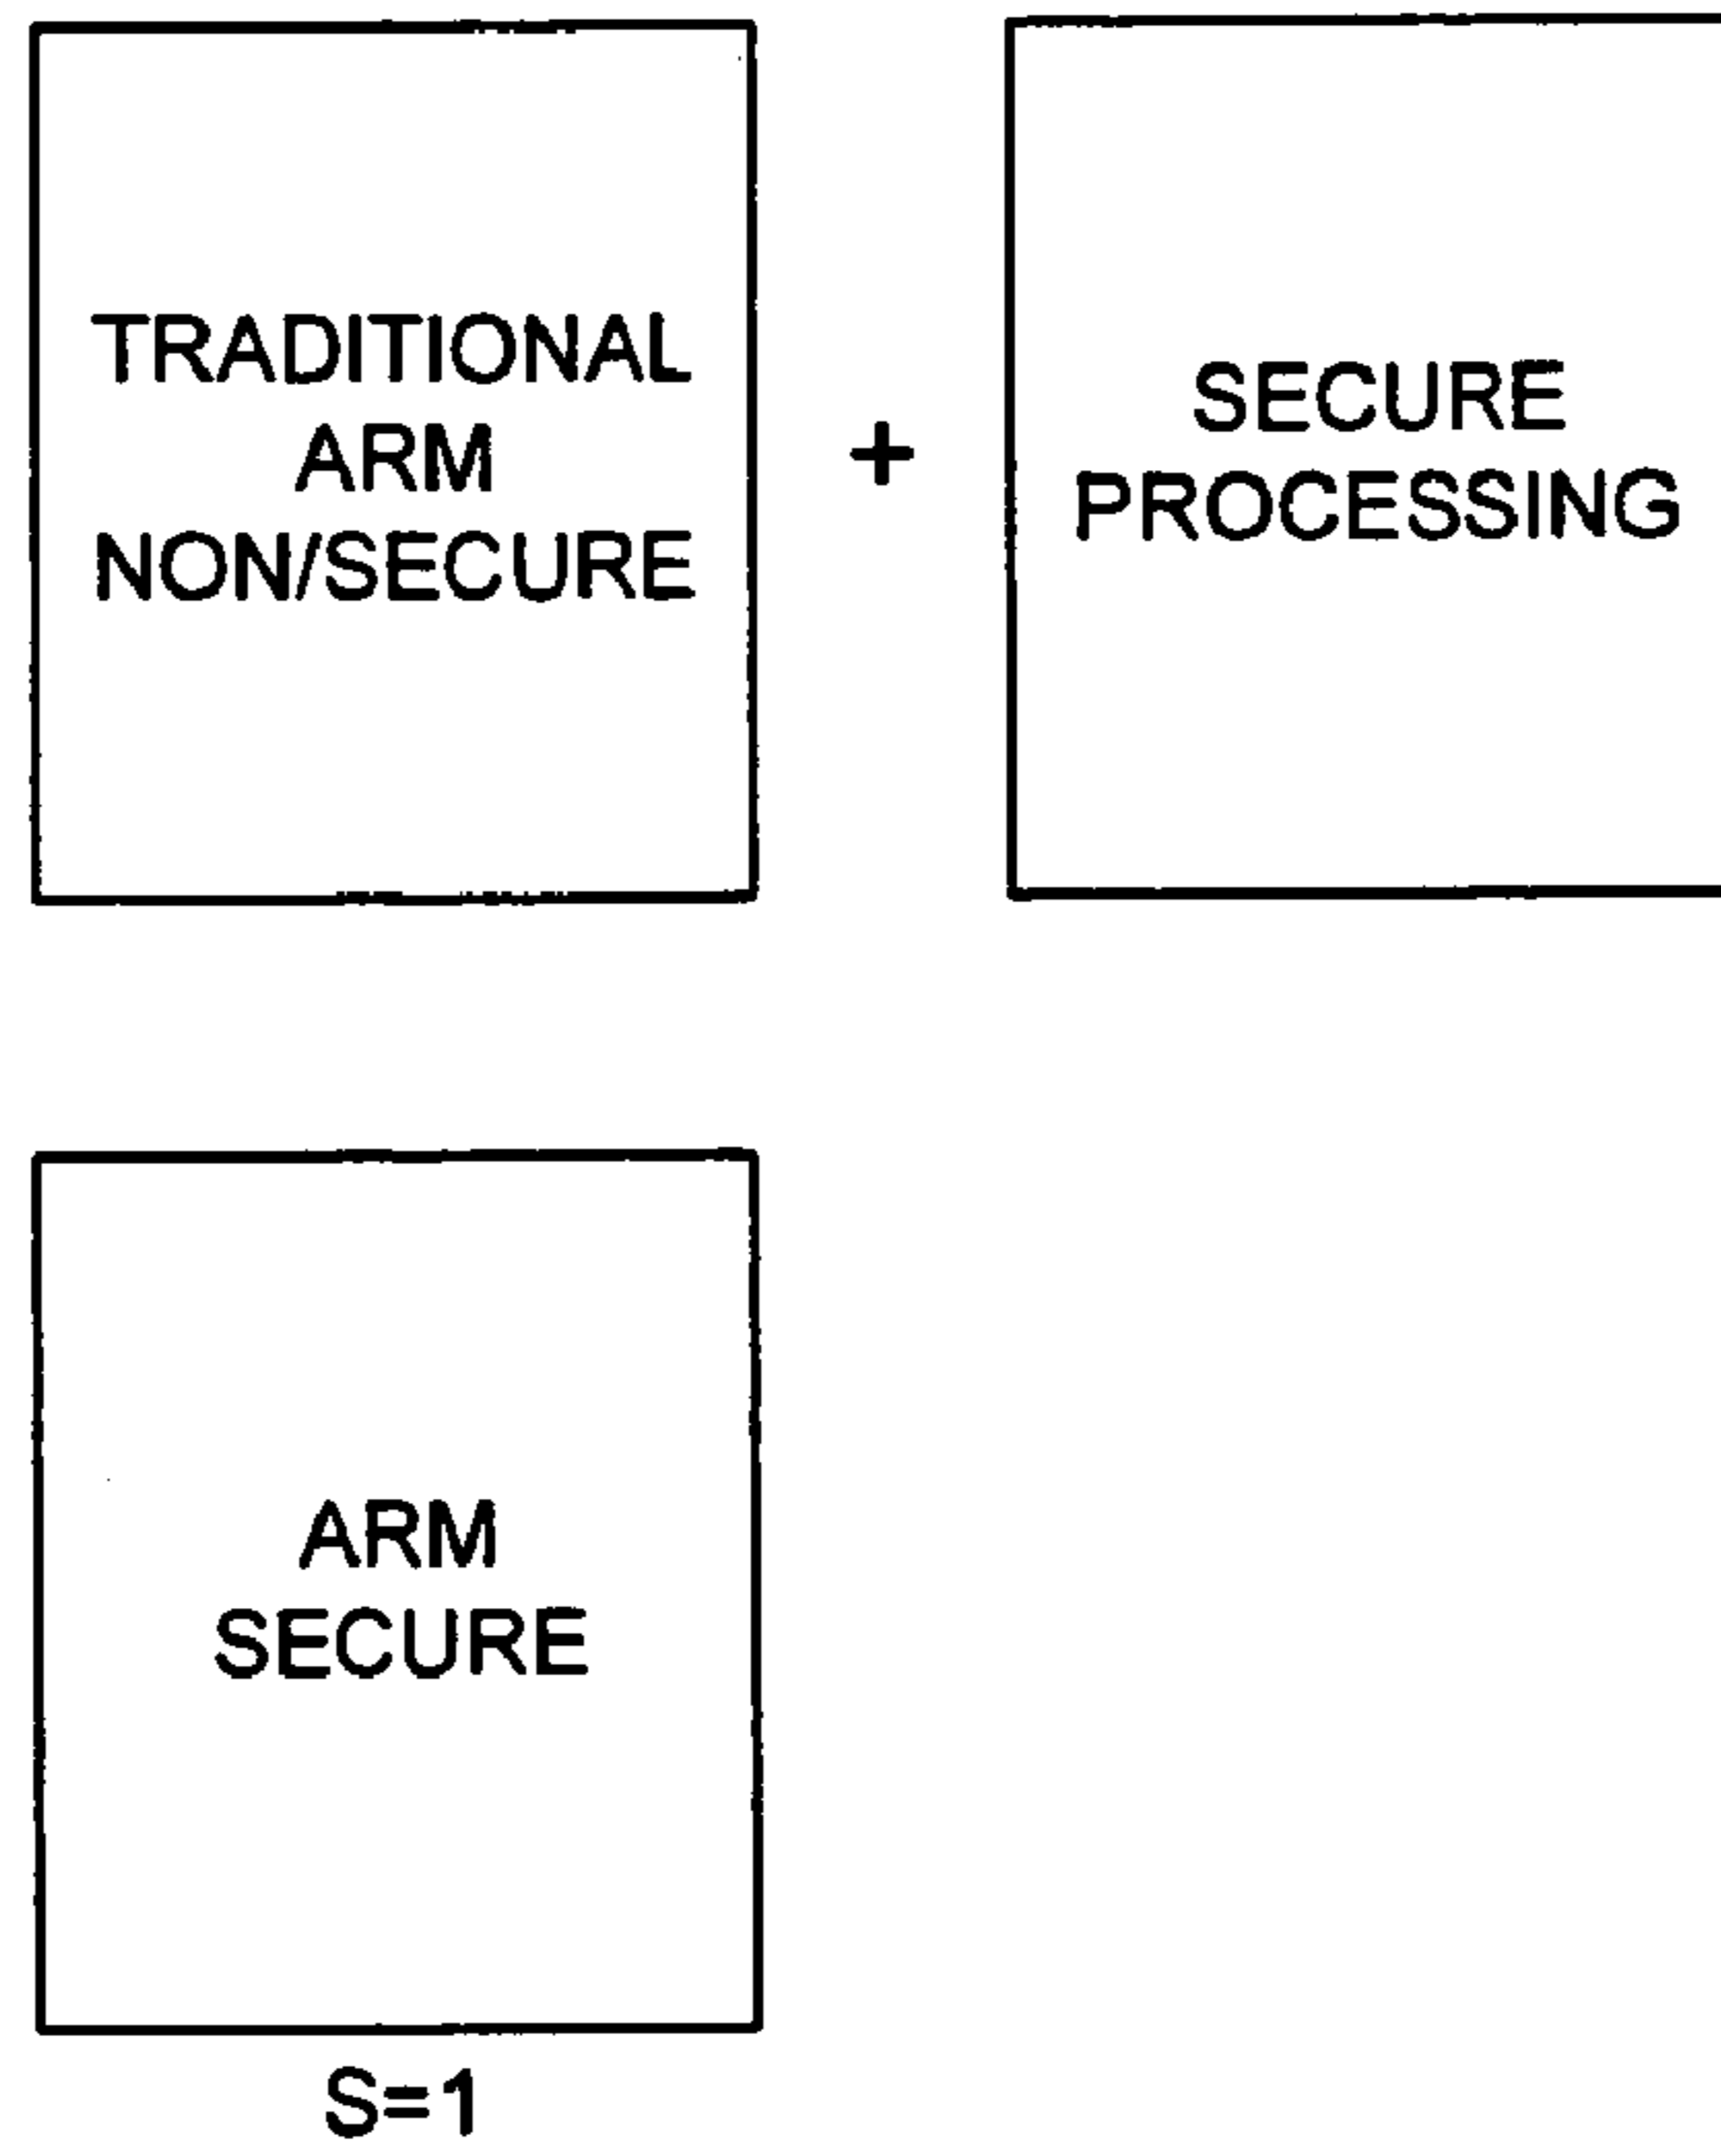 TRADITIONAL
ARM
NON/SECURE
+
SECURE
PROCESSING
ARM
SECURE
S=1